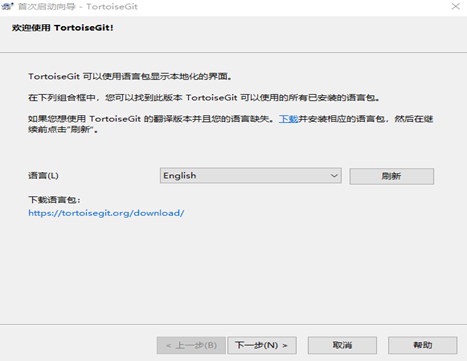 首次启动向导 - TortoiseGit
欢迎使用 TortoiseGit!
TortoiseGit 可以使用语言包显示本地化的界面。
在下列组合框中，您可以找到此版本 TortoiseGit 可以使用的所有已安装的语言包。
如果您想使用 TortoiseGit 的翻译版本并且您的语言缺失。下载并安装相应的语言包，然后在继
续前点击“刷新”。
语言(L) English 刷新
下载语言包：
https://tortoisegit.org/download/
< 上一步(B) 下一步(N) > 取消 帮助